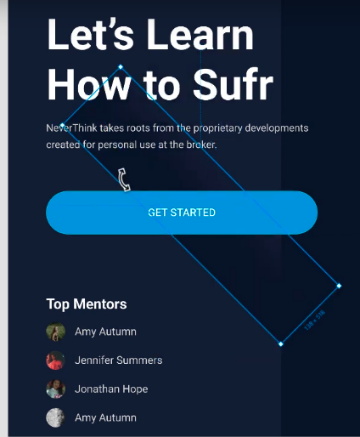 Let's Learn
How to Sufr
NeverThink takes roots from the proprietary developments
created for personal use at the broker.
GET STARTED
Top Mentors
Amy Autumn
Jennifer Summers
Jonathan Hope
Amy Autumn